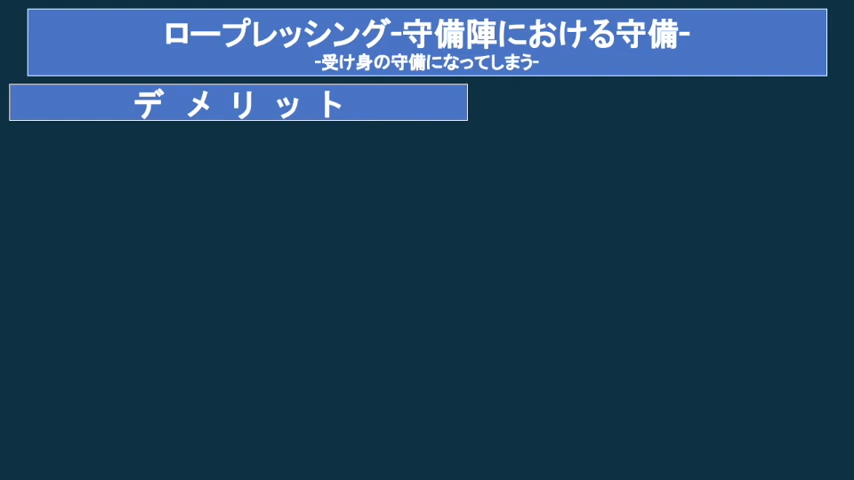 ロープレッシング-守備陣における守備-
-受け身の守備になってしまう-
デ メ リ ッ ト